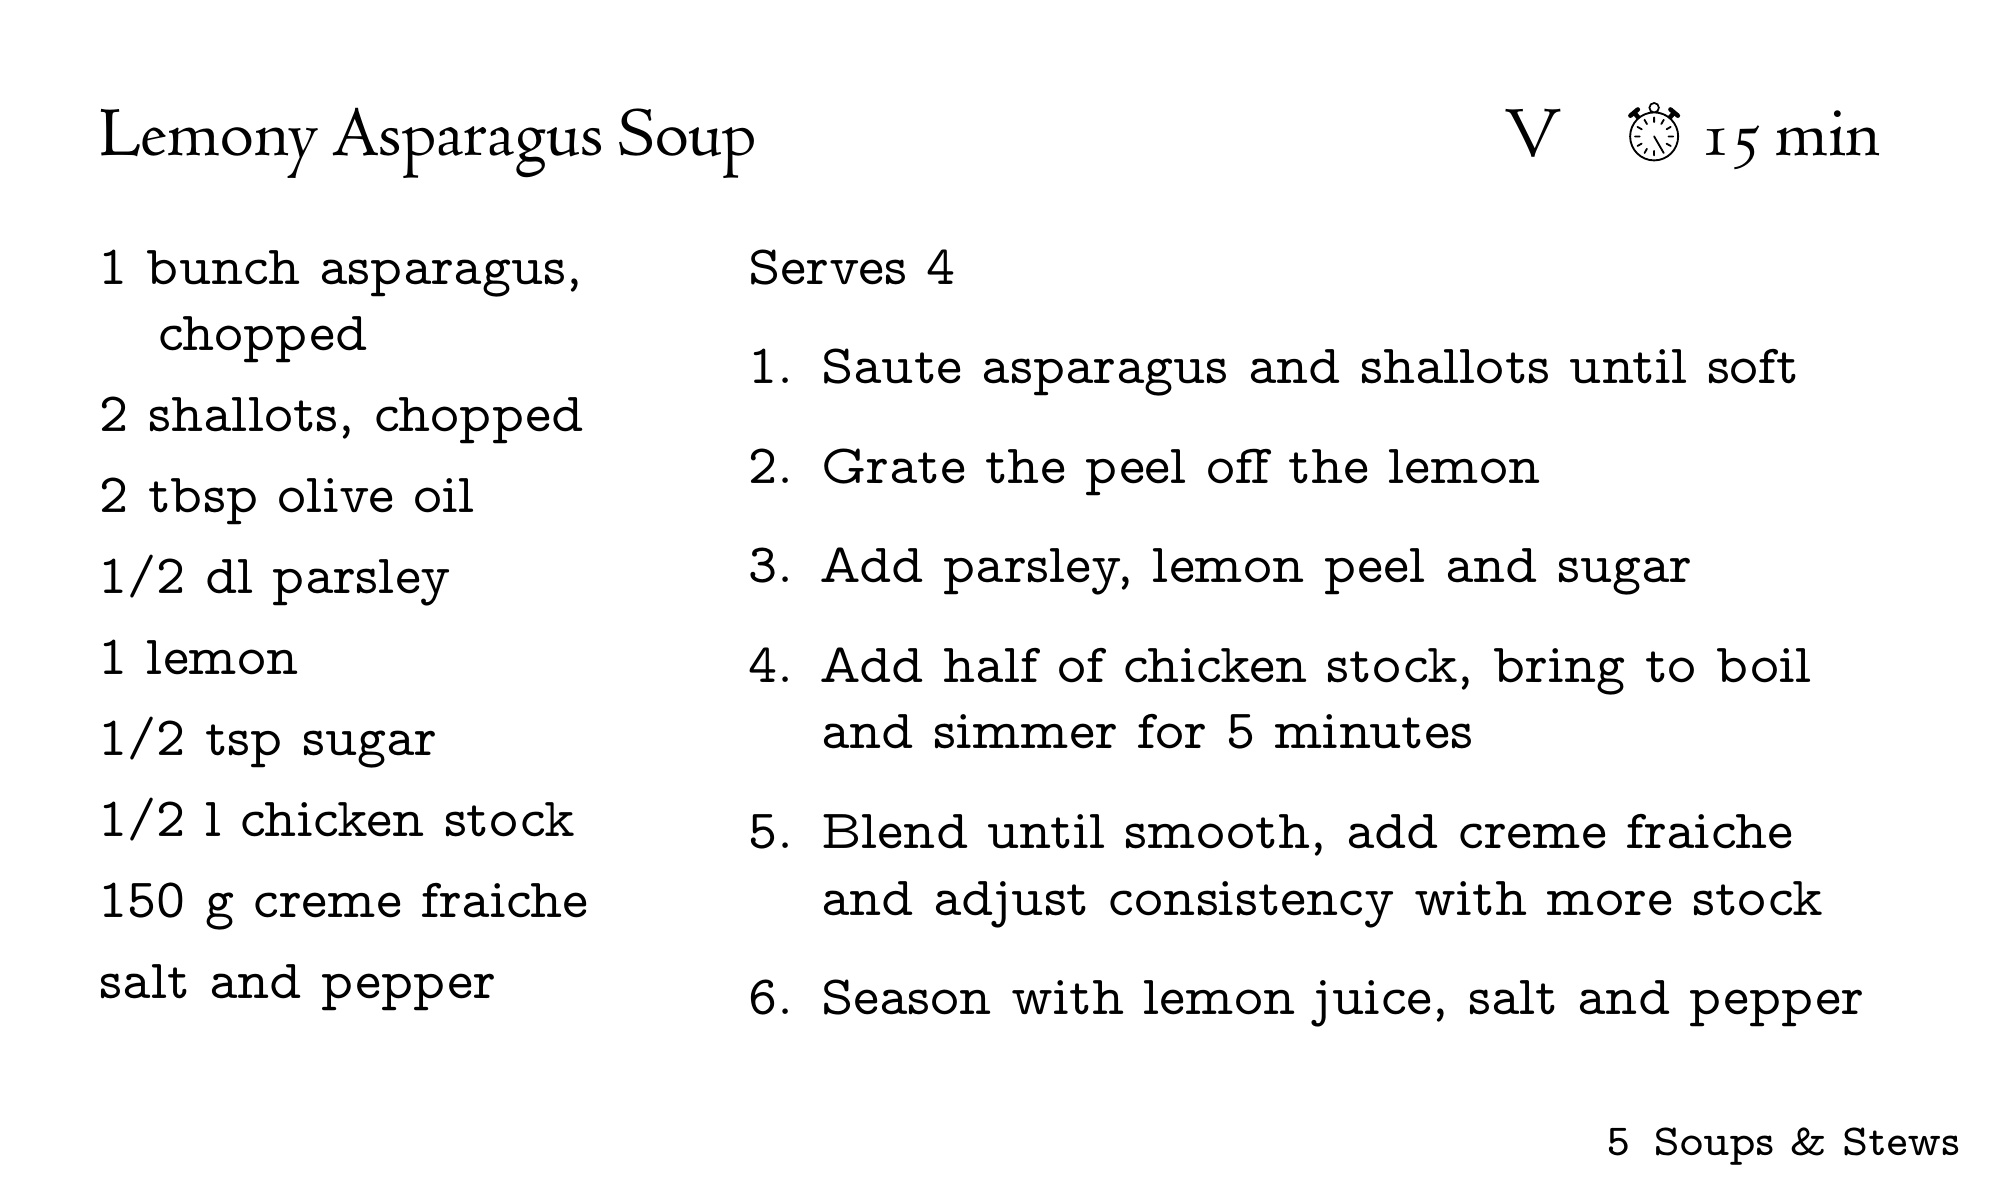 Lemony Asparagus Soup
V 15 min
1 bunch asparagus,
chopped
2 shallots, chopped
2 tbsp olive oil
1/2 dl parsley
1 lemon
1/2 tsp sugar
1/2 l chicken stock
150 g creme fraiche
salt and pepper
Serves 4
1. Saute asparagus and shallots until soft
2. Grate the peel off the lemon
3. Add parsley, lemon peel and sugar
4. Add half of chicken stock, bring to boil
and simmer for 5 minutes
5. Blend until smooth, add creme fraiche
and adjust consistency with more stock
6. Season with lemon juice, salt and pepper
5 Soups & Stews